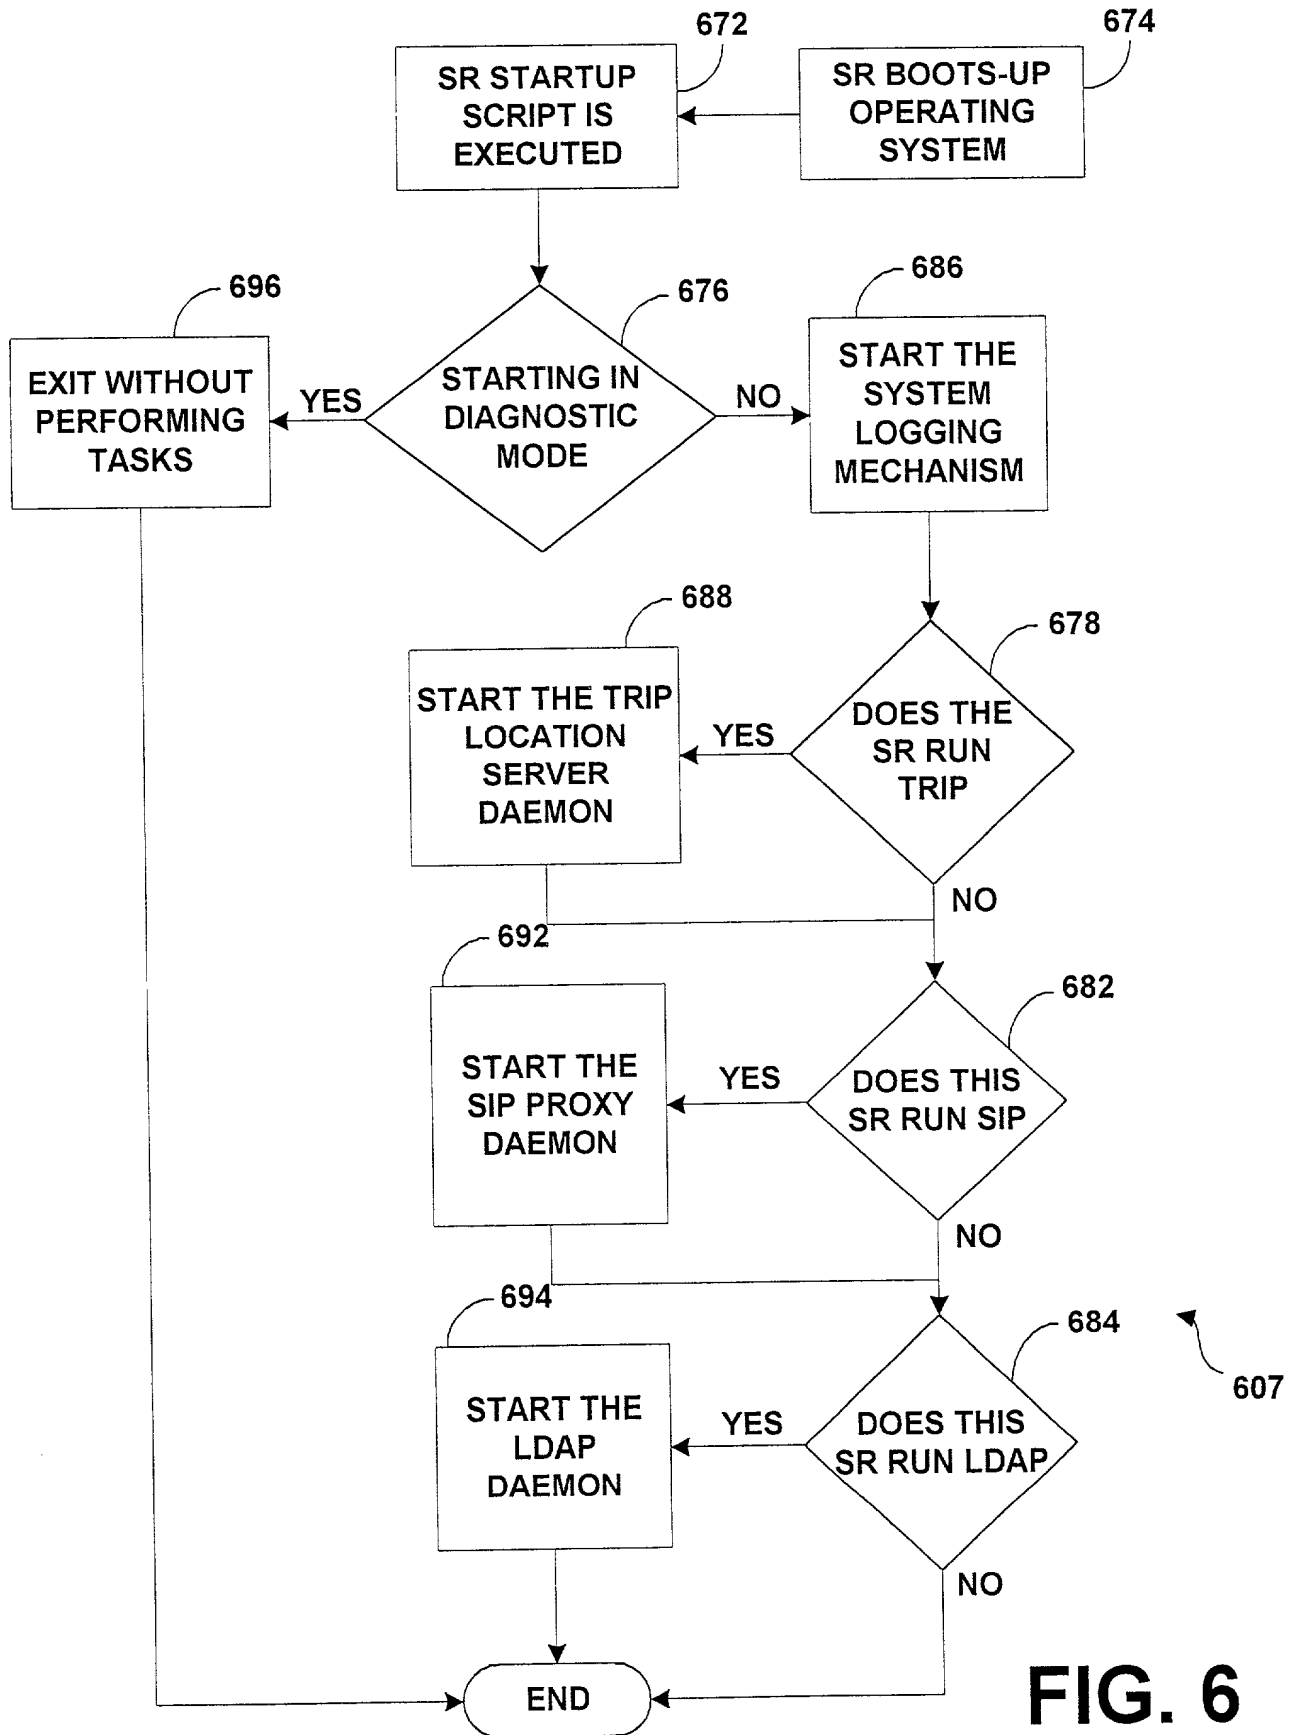 672
674
SR STARTUP
SCRIPT IS
EXECUTED
SR BOOTS-UP
OPERATING
SYSTEM
696
676
686
EXIT WITHOUT
PERFORMING
TASKS
YES
STARTING IN
DIAGNOSTIC
MODE
NO
START THE
SYSTEM
LOGGING
MECHANISM
688
678
START THE TRIP
LOCATION
SERVER
DAEMON
YES
DOES THE
SR RUN
TRIP
NO
692
682
START THE
SIP PROXY
DAEMON
YES
DOES THIS
SR RUN SIP
NO
694
684
607
START THE
LDAP
DAEMON
YES
DOES THIS
SR RUN LDAP
NO
END
FIG. 6